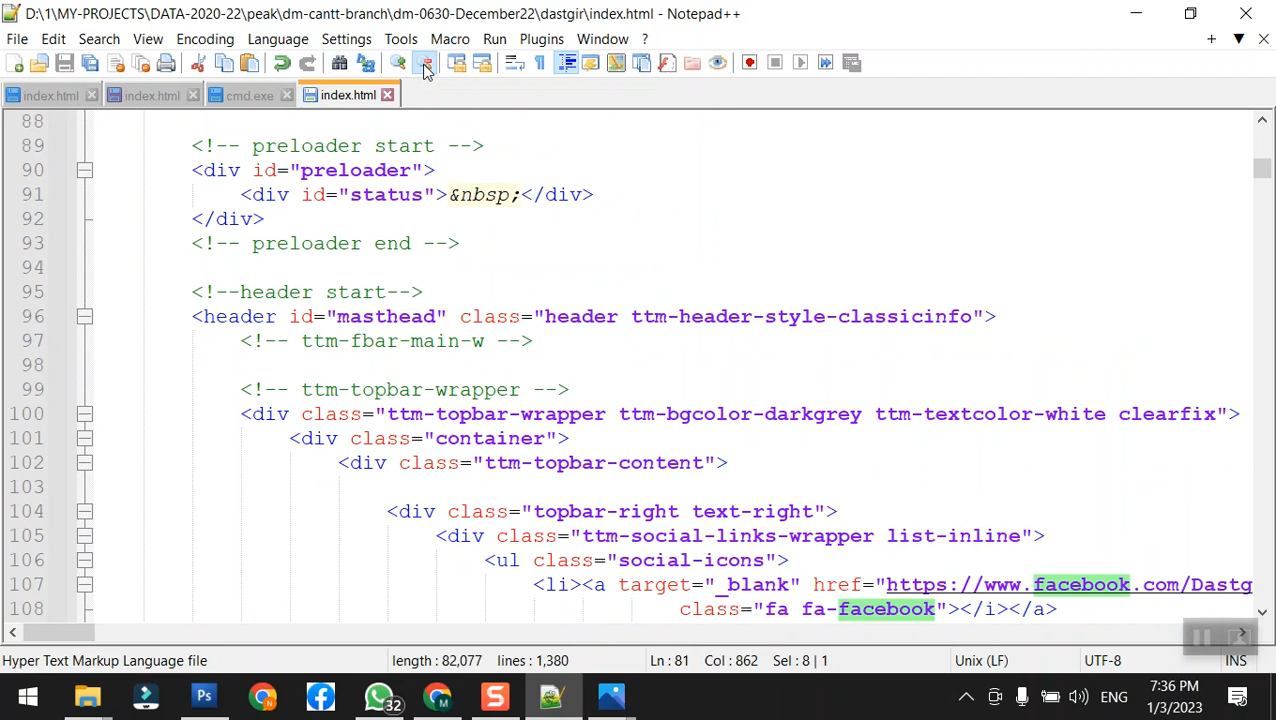 D:\1\MY-PROJECTS\DATA-2020-22\peak\dm-cantt-branch\dm-0630-December22\dastgir\index.html - Notepad++
File Edit Search View Encoding Language Settings Tools Macro Run Plugins Window ? + ▼ X
index.html index.html cmd.exe index.html
88
89 <!-- preloader start -->
90 <div id="preloader">
91 <div id="status">&nbsp;</div>
92 </div>
93 <!-- preloader end -->
94
95 <!--header start-->
96 <header id="masthead" class="header ttm-header-style-classicinfo">
97 <!-- ttm-fbar-main-w -->
98
99 <!-- ttm-topbar-wrapper -->
100 <div class="ttm-topbar-wrapper ttm-bgcolor-darkgrey ttm-textcolor-white clearfix">
101 <div class="container">
102 <div class="ttm-topbar-content">
103
104 <div class="topbar-right text-right">
105 <div class="ttm-social-links-wrapper list-inline">
106 <ul class="social-icons">
107 <li><a target="_blank" href="https://www.facebook.com/Dastg
108 class="fa fa-facebook"></i></a>
Hyper Text Markup Language file length : 82,077 lines : 1,380 Ln : 81 Col : 862 Sel : 8 | 1 Unix (LF) UTF-8 INS
32 ENG 7:36 PM
1/3/2023